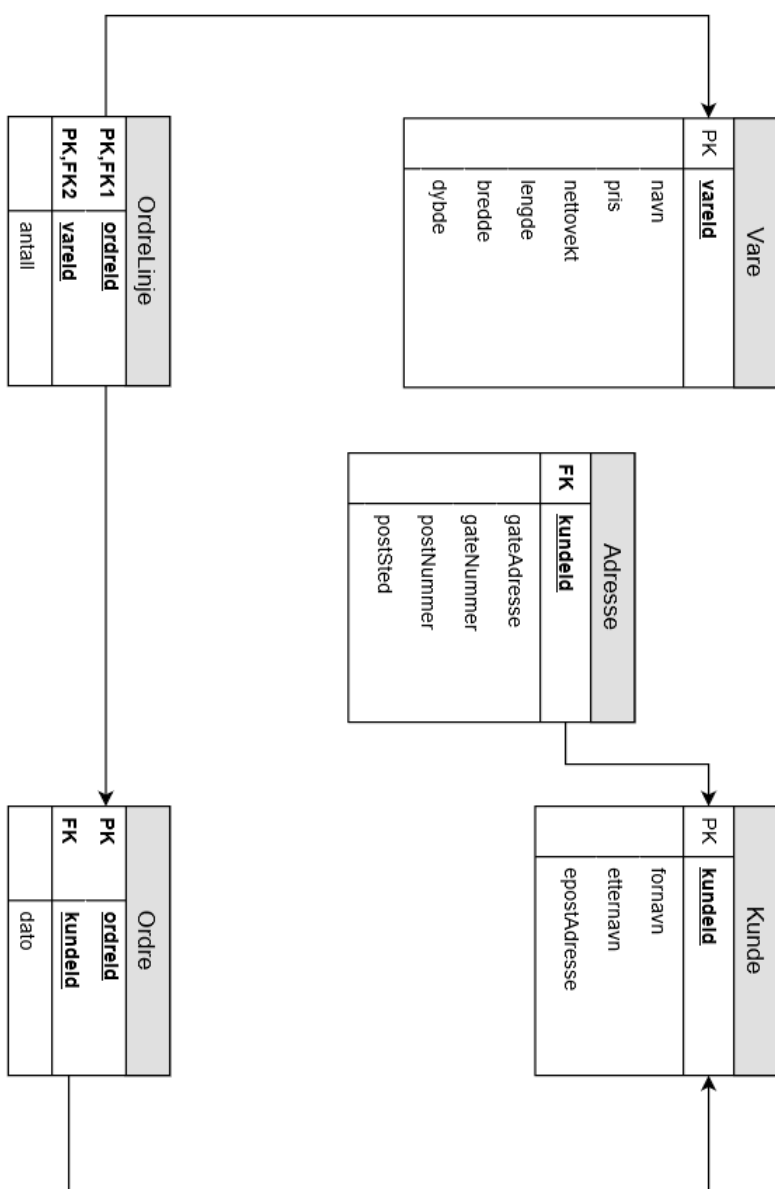 Vare
PK vareId
navn
pris
nettovekt
lengde
bredde
dybde
Adresse
FK kundeId
gateAdresse
gateNummer
postNummer
postSted
Kunde
PK kundeId
fornavn
etternavn
epostAdresse
OrdreLinje
PK,FK1 ordreId
PK,FK2 vareId
antall
Ordre
PK ordreId
FK kundeId
dato